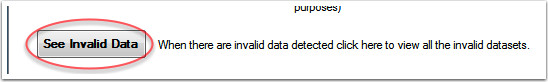 purposes)
See Invalid Data When there are invalid data detected click here to view all the invalid datasets.